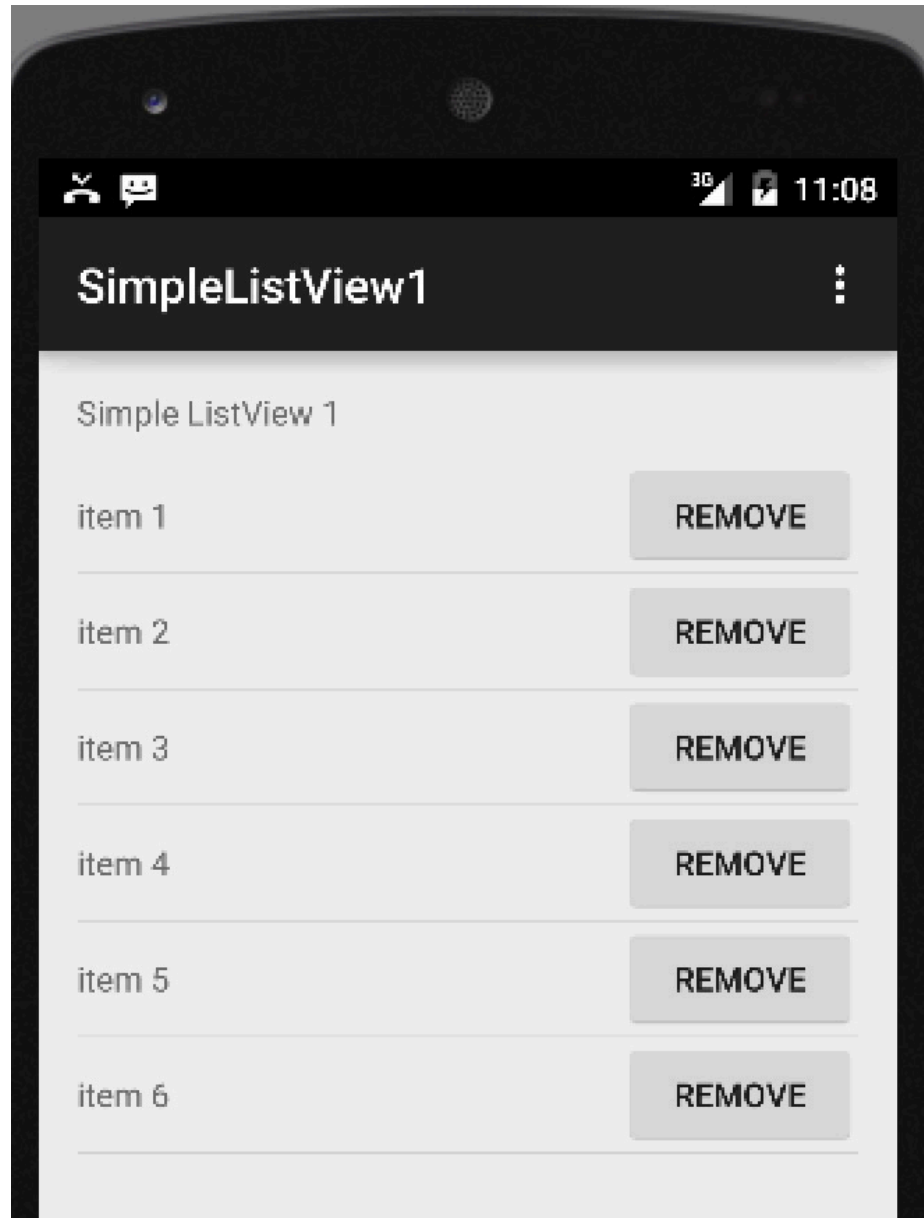 3G 11:08
SimpleListView1
Simple ListView 1
item 1 REMOVE
item 2 REMOVE
item 3 REMOVE
item 4 REMOVE
item 5 REMOVE
item 6 REMOVE